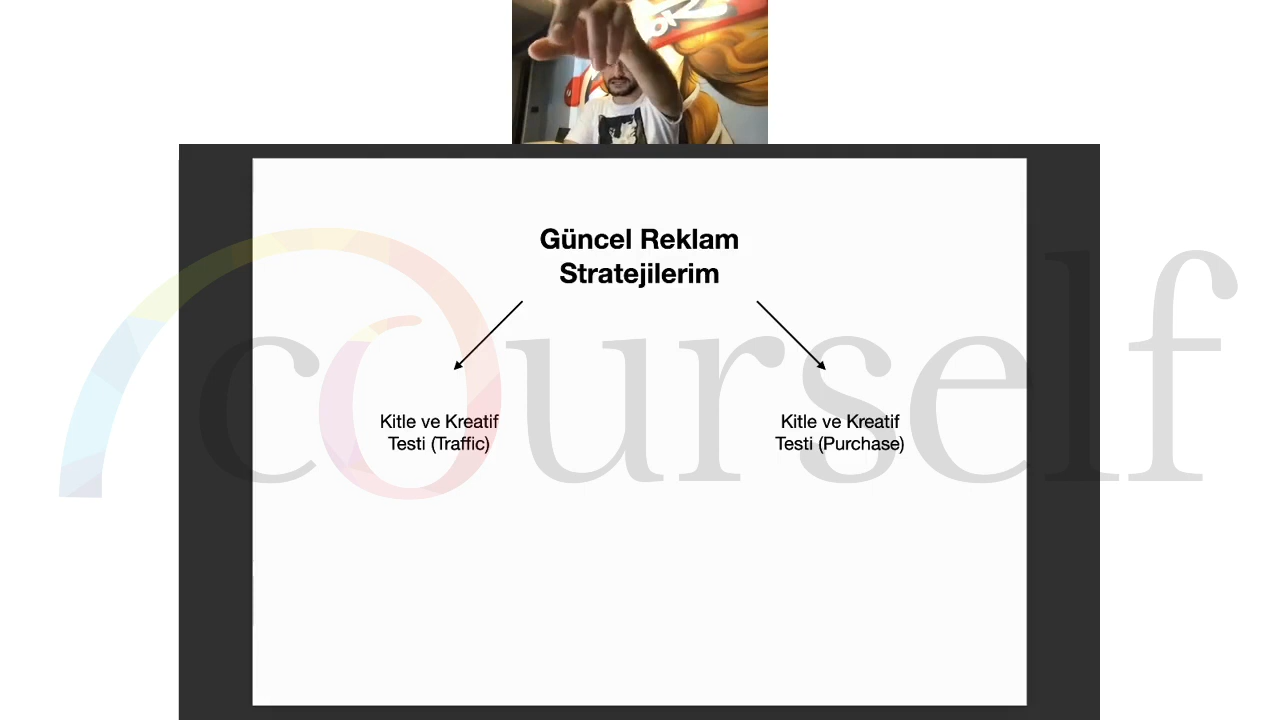 Güncel Reklam
Stratejilerim
Kitle ve Kreatif
Testi (Traffic)
Kitle ve Kreatif
Testi (Purchase)
courself